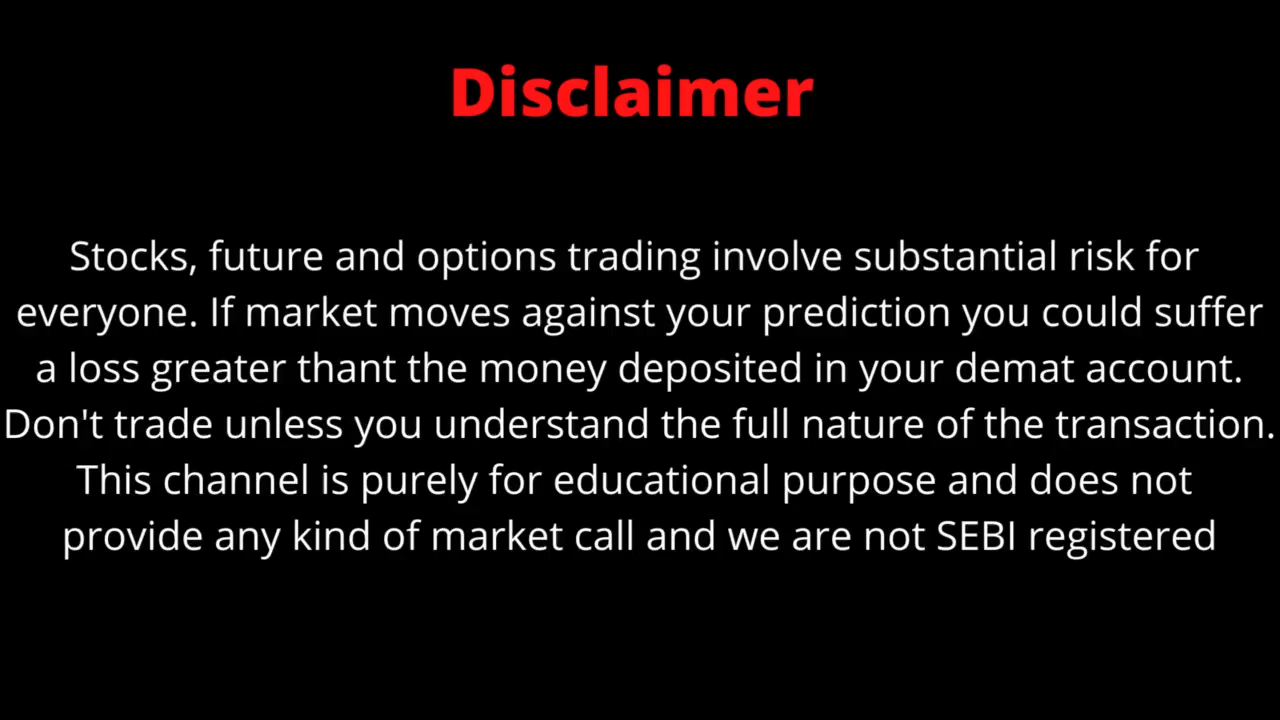 Disclaimer
Stocks, future and options trading involve substantial risk for
everyone. If market moves against your prediction you could suffer
a loss greater thant the money deposited in your demat account.
Don't trade unless you understand the full nature of the transaction.
This channel is purely for educational purpose and does not
provide any kind of market call and we are not SEBI registered